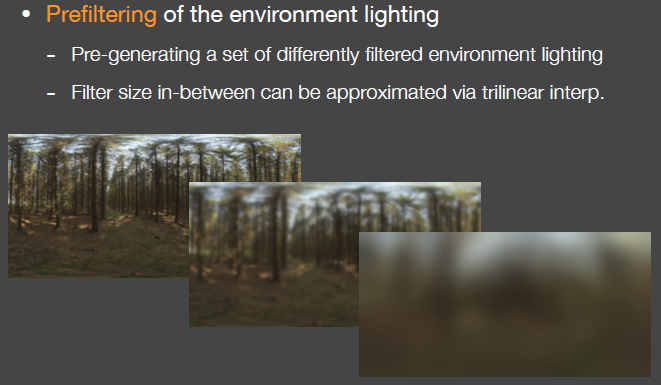 • Prefiltering of the environment lighting
- Pre-generating a set of differently filtered environment lighting
- Filter size in-between can be approximated via trilinear interp.